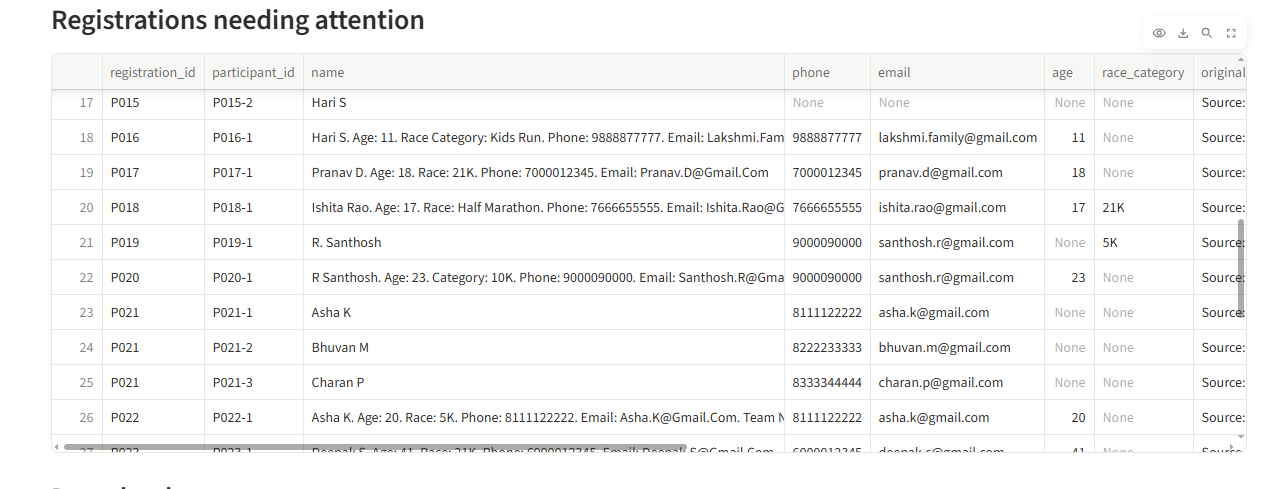 Registrations needing attention
registration_id participant_id name phone email age race_category original
17 P015 P015-2 Hari S None None None None Source:
18 P016 P016-1 Hari S. Age: 11. Race Category: Kids Run. Phone: 9888877777. Email: Lakshmi.Fam 9888877777 lakshmi.family@gmail.com 11 None Source:
19 P017 P017-1 Pranav D. Age: 18. Race: 21K. Phone: 7000012345. Email: Pranav.D@Gmail.Com 7000012345 pranav.d@gmail.com 18 None Source:
20 P018 P018-1 Ishita Rao. Age: 17. Race: Half Marathon. Phone: 7666655555. Email: Ishita.Rao@G 7666655555 ishita.rao@gmail.com 17 21K Source:
21 P019 P019-1 R. Santhosh 9000090000 santhosh.r@gmail.com None 5K Source:
22 P020 P020-1 R Santhosh. Age: 23. Category: 10K. Phone: 9000090000. Email: Santhosh.R@Gma 9000090000 santhosh.r@gmail.com 23 None Source:
23 P021 P021-1 Asha K 8111122222 asha.k@gmail.com None None Source:
24 P021 P021-2 Bhuvan M 8222233333 bhuvan.m@gmail.com None None Source:
25 P021 P021-3 Charan P 8333344444 charan.p@gmail.com None None Source:
26 P022 P022-1 Asha K. Age: 20. Race: 5K. Phone: 8111122222. Email: Asha.K@Gmail.Com. Team N 8111122222 asha.k@gmail.com 20 None Source: